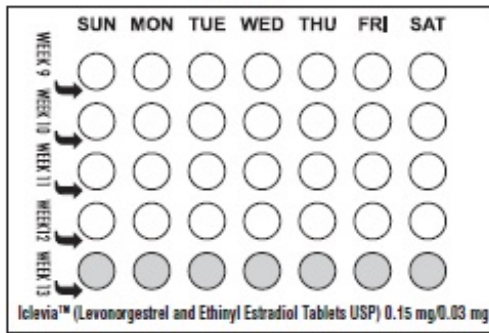 SUN MON TUE WED THU FRI SAT
WEEK 9
WEEK 10
WEEK 11
WEEK12
WEEK 13
Iclevia™ (Levonorgestrel and Ethinyl Estradiol Tablets USP) 0.15 mg/0.03 mg